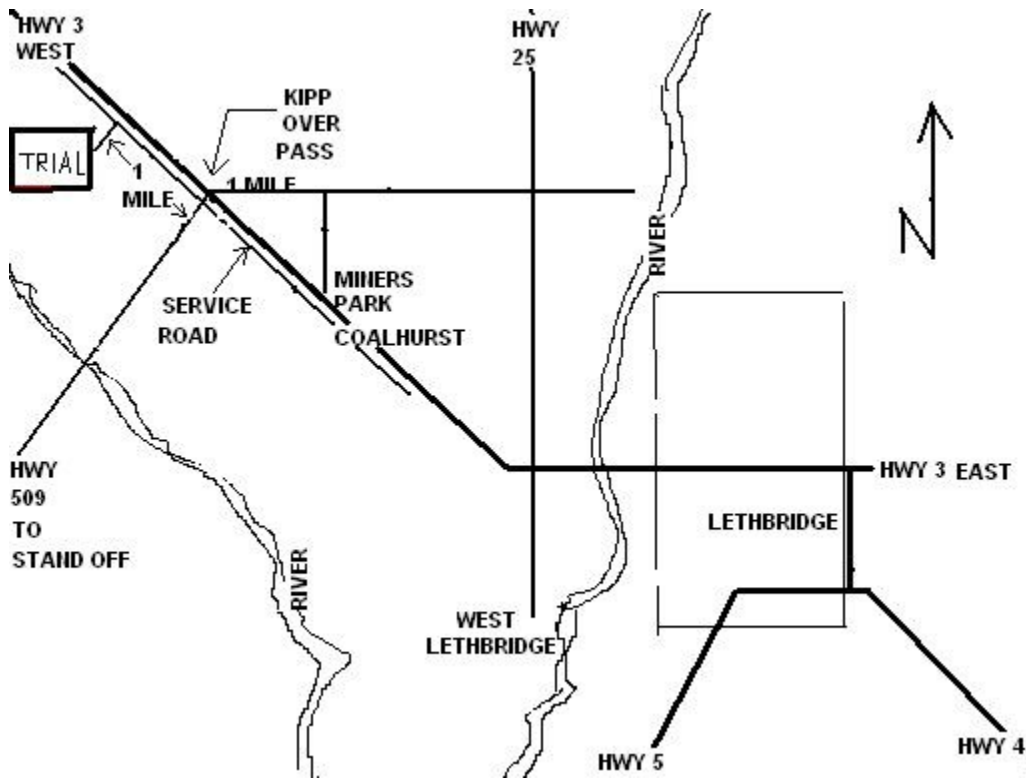 HWY 3
WEST
HWY
25
KIPP
OVER
PASS
TRIAL
1
MILE
1 MILE
N
RIVER
SERVICE
ROAD
MINERS
PARK
COALHURST
HWY
509
TO
STAND OFF
HWY 3 EAST
LETHBRIDGE
RIVER
WEST
LETHBRIDGE
HWY 5
HWY 4